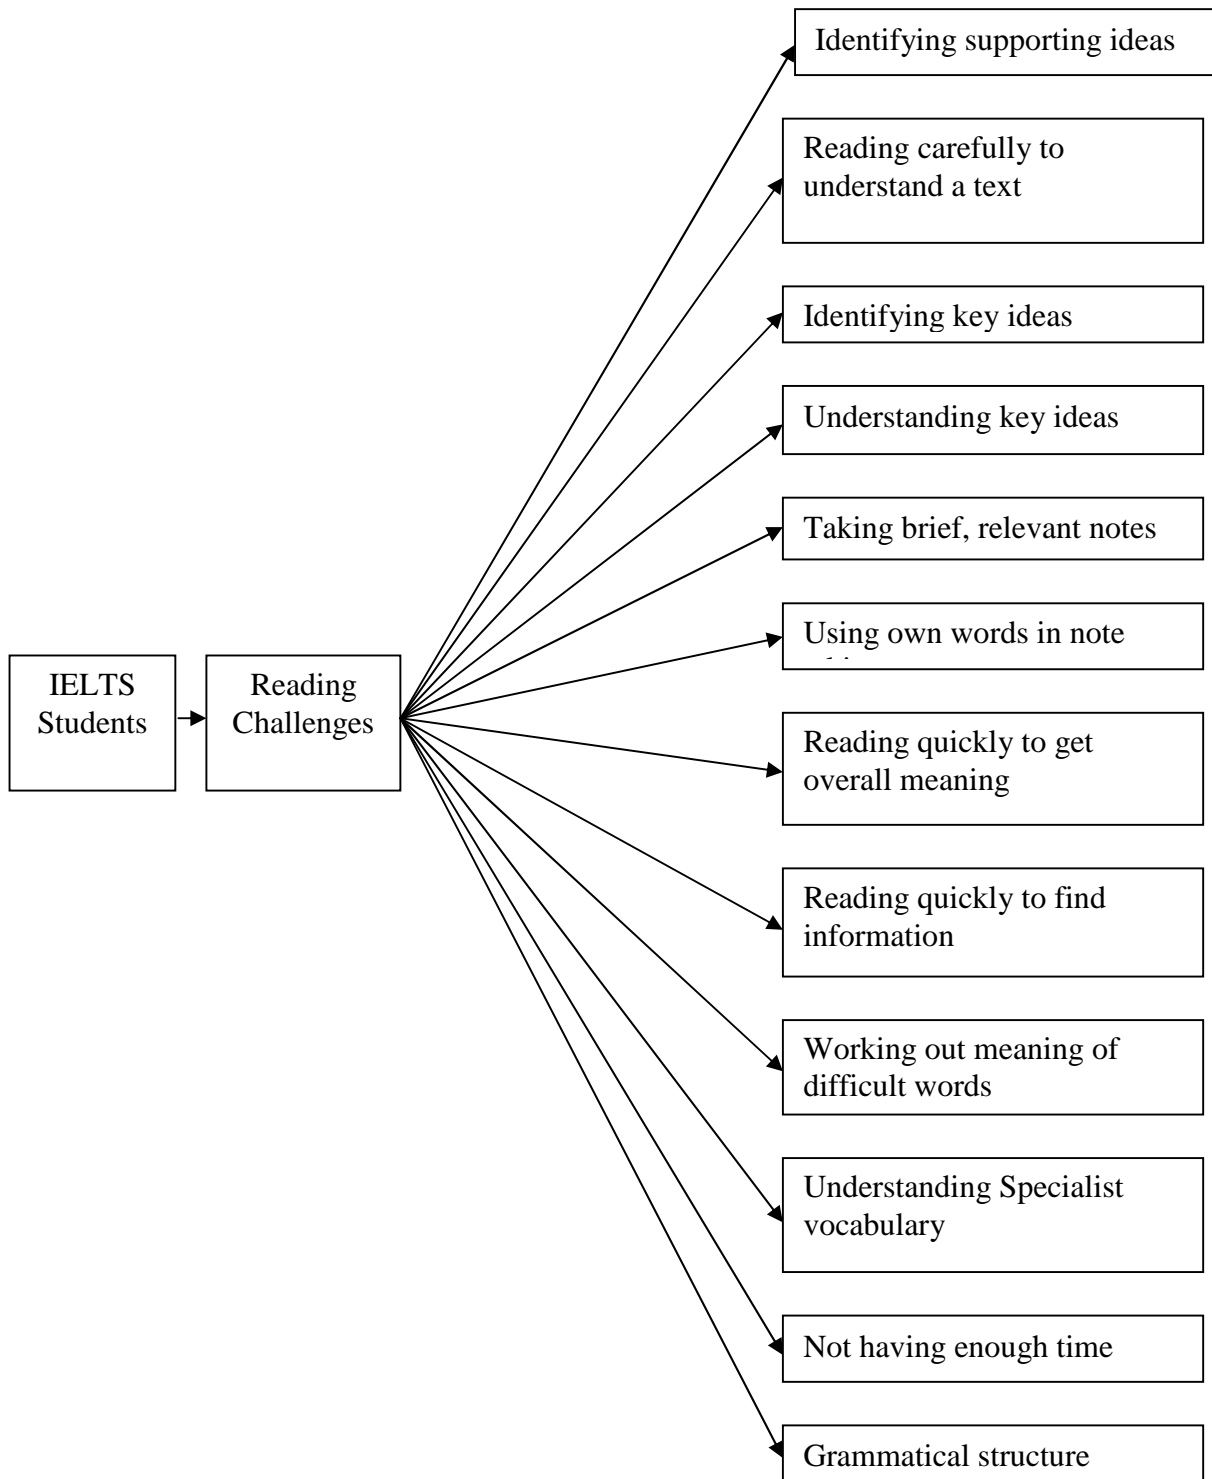 Identifying supporting ideas
Reading carefully to
understand a text
Identifying key ideas
Understanding key ideas
Taking brief, relevant notes
Using own words in note
IELTS
Students
Reading
Challenges
Reading quickly to get
overall meaning
Reading quickly to find
information
Working out meaning of
difficult words
Understanding Specialist
vocabulary
Not having enough time
Grammatical structure